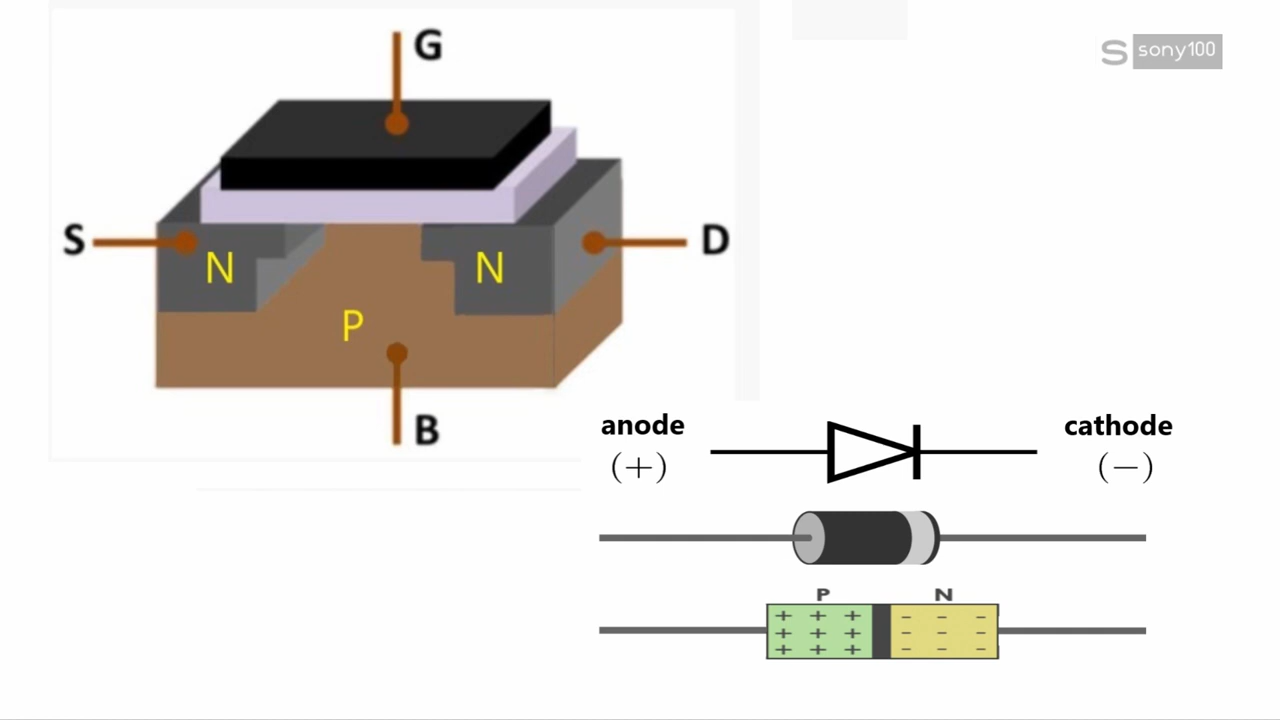 G
S sony100
S
N
N
D
P
B
anode
cathode
(+)
(−)
P
N
+ + +
+ + +
+ + +
− − −
− − −
− − −